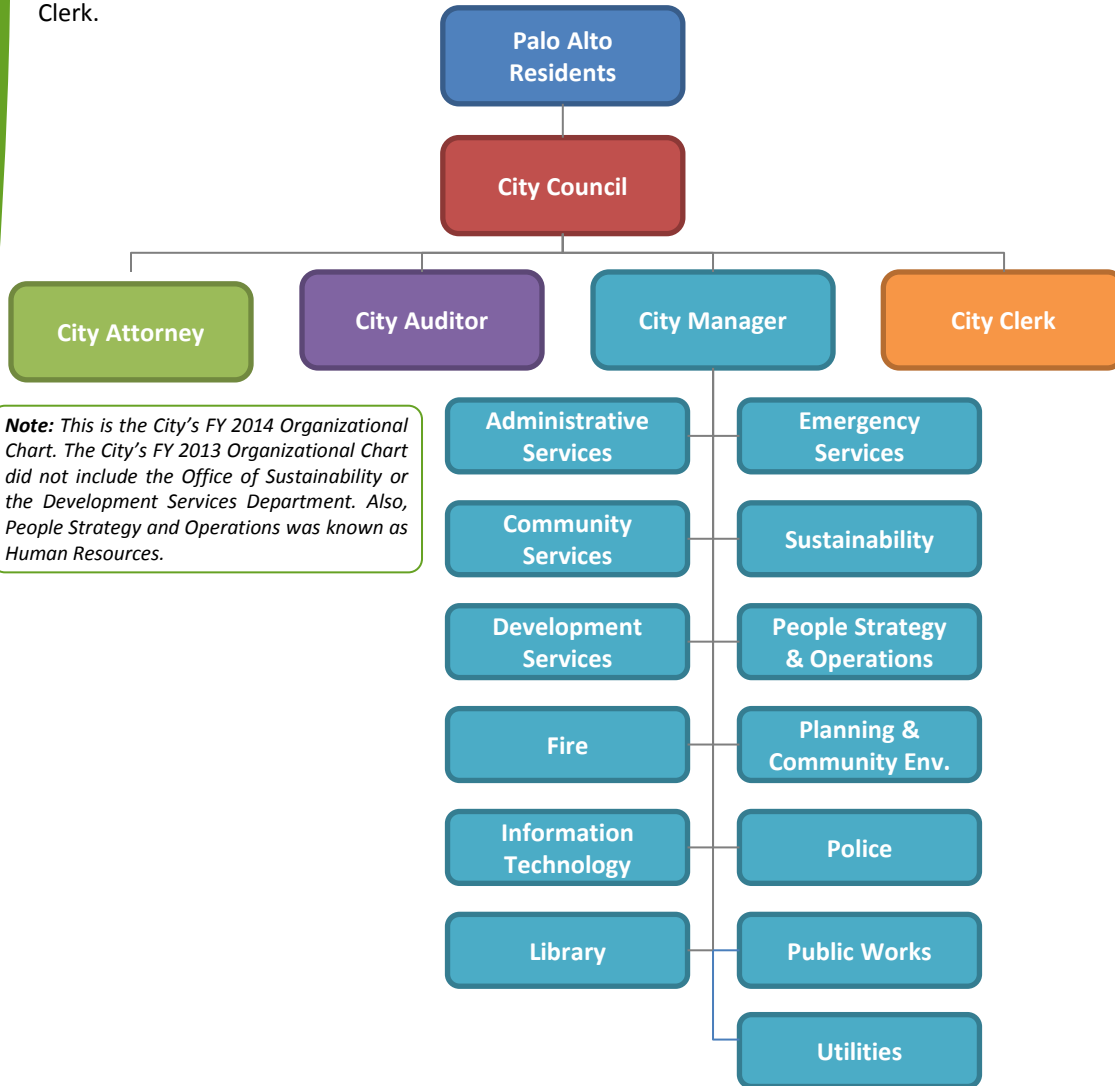 Clerk.
Palo Alto
Residents
City Council
City Attorney
City Auditor
City Manager
City Clerk
Note: This is the City's FY 2014 Organizational
Chart. The City's FY 2013 Organizational Chart
did not include the Office of Sustainability or
the Development Services Department. Also,
People Strategy and Operations was known as
Human Resources.
Administrative
Services
Emergency
Services
Community
Services
Sustainability
Development
Services
People Strategy
& Operations
Fire
Planning &
Community Env.
Information
Technology
Police
Library
Public Works
Utilities